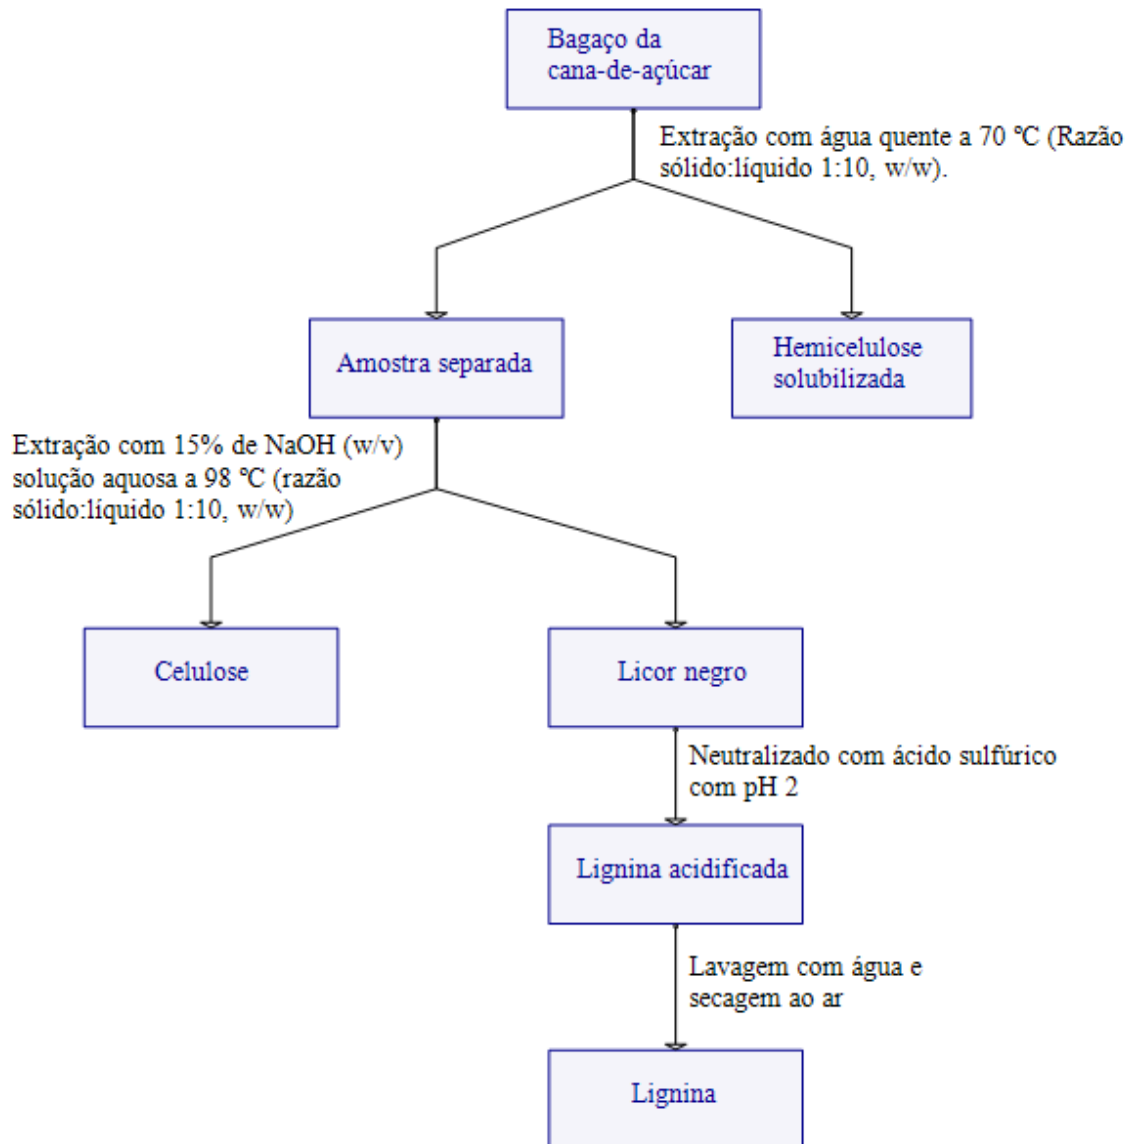 Bagaço da
cana-de-açúcar
Extração com água quente a 70 ℃ (Razão
sólido:líquido 1:10, w/w).
Amostra separada
Hemicelulose
solubilizada
Extração com 15% de NaOH (w/v)
solução aquosa a 98 ℃ (razão
sólido:líquido 1:10, w/w)
Celulose
Licor negro
Neutralizado com ácido sulfúrico
com pH 2
Lignina acidificada
Lavagem com água e
secagem ao ar
Lignina